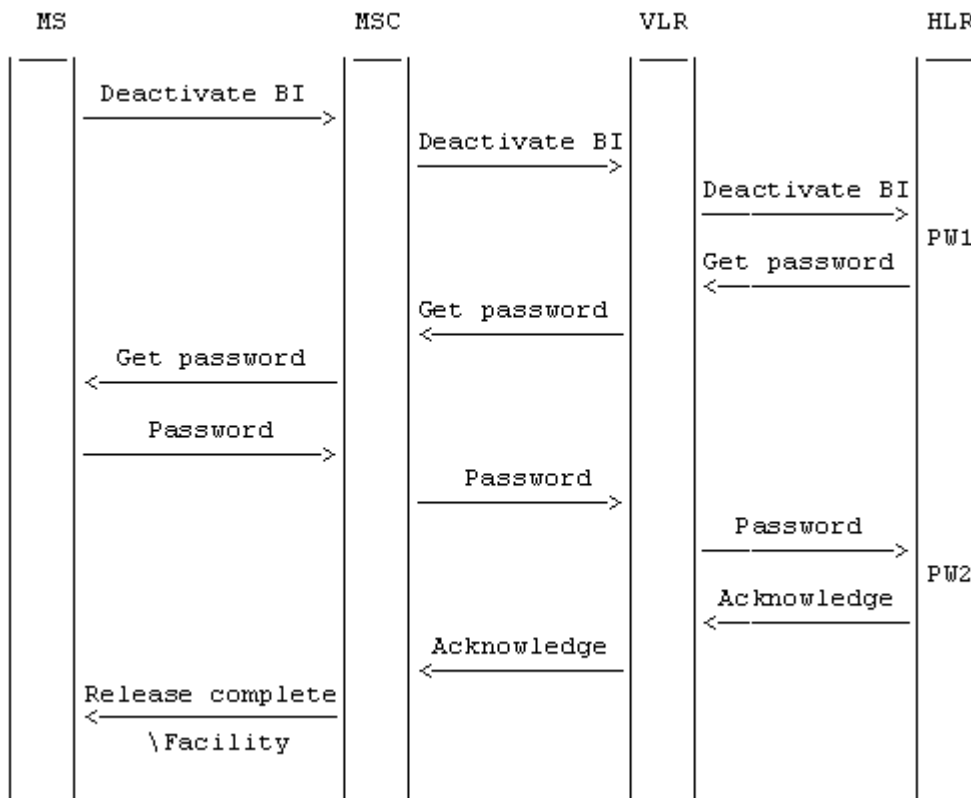 MS MSC VLR HLR
Deactivate BI
Deactivate BI
Deactivate BI
PW1
Get password
Get password
Get password
Password
Password
Password
PW2
Acknowledge
Acknowledge
Release complete
\Facility